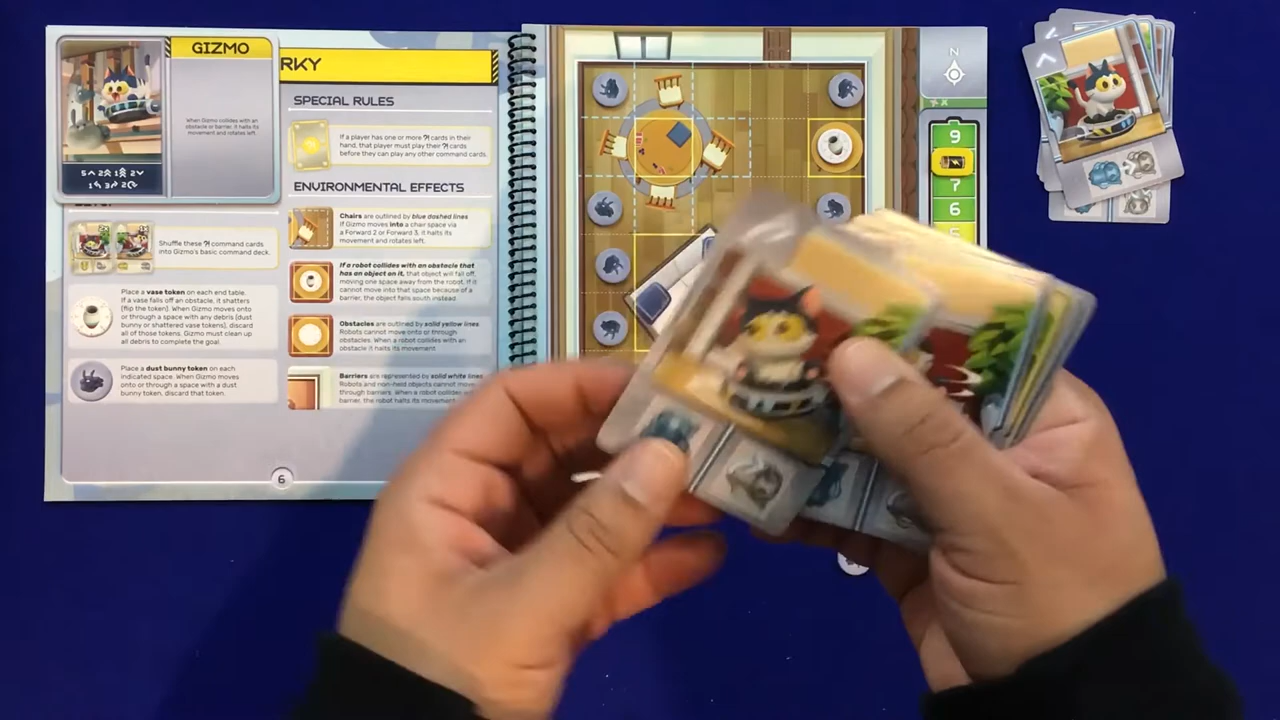 GIZMO
When Gizmo collides with an
obstacle or barrier, it halts its
movement and rotates left.
RKY
SPECIAL RULES
If a player has one or more ?! cards in their
hand, that player must play their ?! cards
before they can play any other command cards.
ENVIRONMENTAL EFFECTS
Chairs are outlined by blue dashed lines
If Gizmo moves into a chair space via
a Forward 2 or Forward 3, it halts its
movement and rotates left.
If a robot collides with an obstacle that
has an object on it, that object will fall off,
moving one space away from the robot. If it
cannot move into that space because of a
barrier, the object falls south instead.
Obstacles are outlined by solid yellow lines
Robots cannot move onto or through
obstacles. When a robot collides with an
obstacle it halts its movement
Barriers are represented by solid white lines
Robots and non-held objects cannot move
through barriers. When a robot collides
barrier, the robot halts its movement
Shuffle these ?! command cards
into Gizmo's basic command deck.
Place a vase token on each end table.
If a vase falls off an obstacle, it shatters
(flip the token). When Gizmo moves onto
or through a space with any debris (dust
bunny or shattered vase tokens), discard
all of those tokens. Gizmo must clean up
all debris to complete the goal.
Place a dust bunny token on each
indicated space. When Gizmo moves
onto or through a space with a dust
bunny token, discard that token.
6
N
9
7
6
5